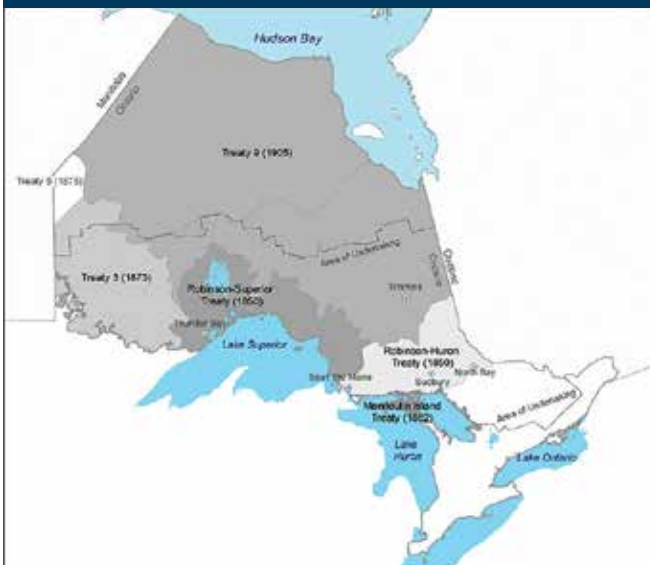 Hudson Bay
Manitoba
Ontario
Treaty 9 (1905)
Treaty 5 (1875)
Area of Undertaking
Quebec
Ontario
Treaty 3 (1873)
Timmins
Robinson-Superior
Treaty (1850)
Thunder Bay
Lake Superior
Robinson-Huron
Treaty (1850)
North Bay
Sault Ste Marie
Sudbury
Manitoulin Island
Treaty (1862)
Area of Undertaking
Lake
Huron
Lake Ontario